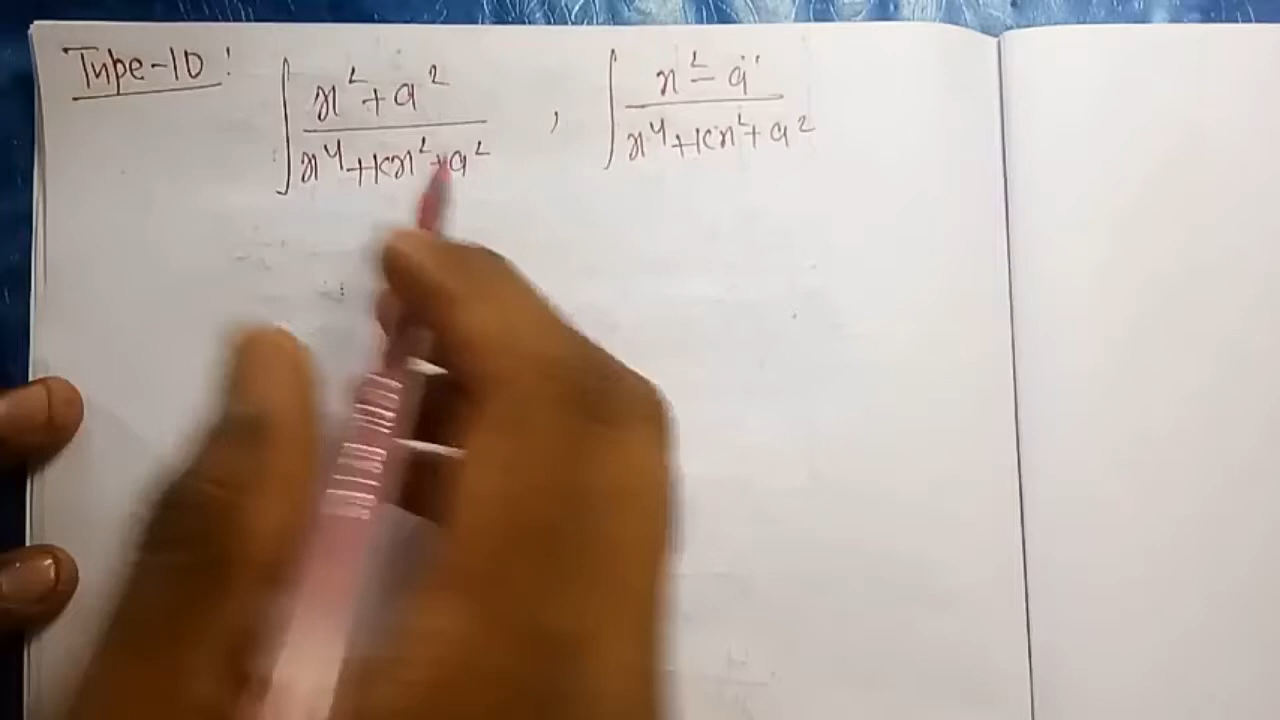 Type-10: ∫ x² + a² / x⁴ + kx² + a² , ∫ x² - a² / x⁴ + kx² + a²